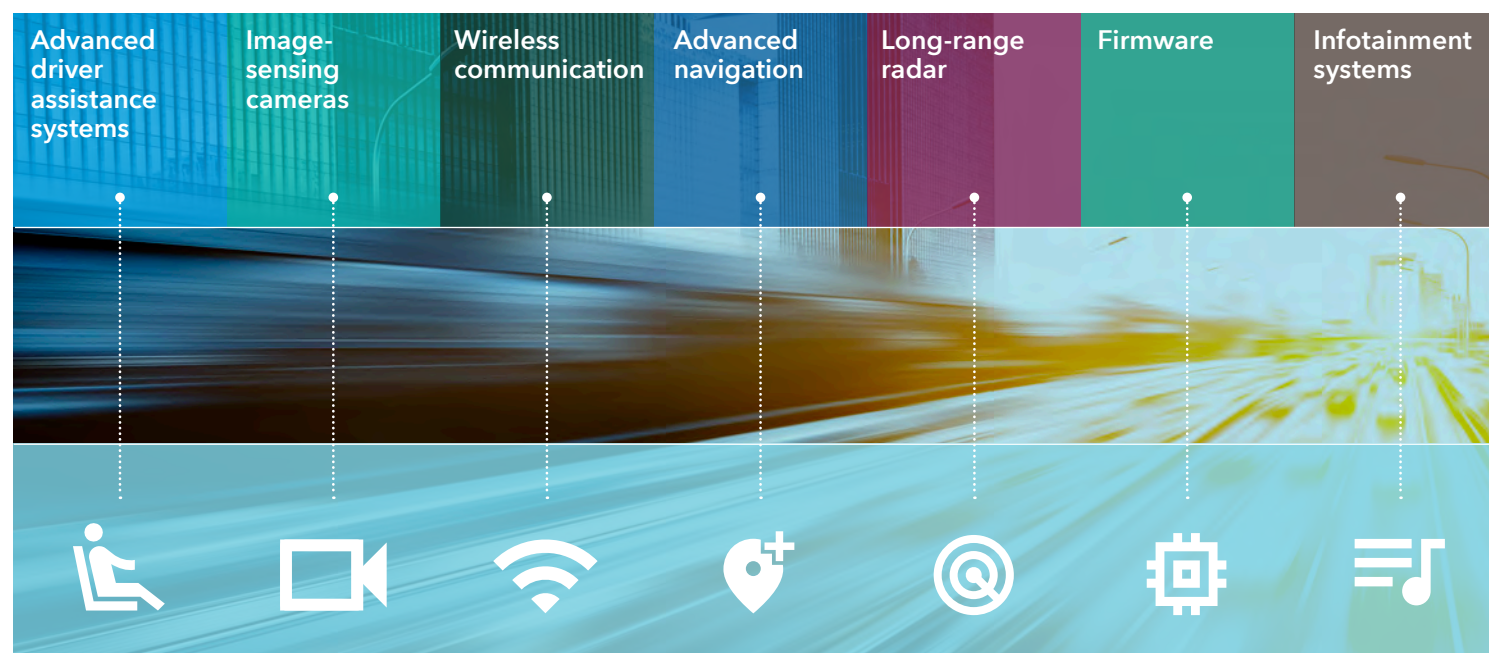 Advanced
driver
assistance
systems
Image-
sensing
cameras
Wireless
communication
Advanced
navigation
Long-range
radar
Firmware
Infotainment
systems